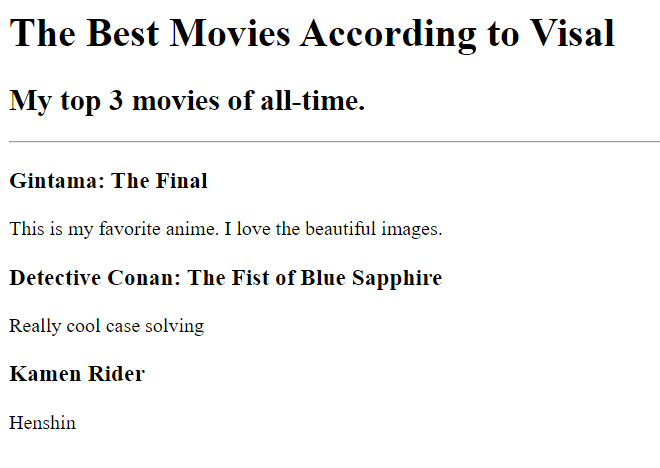 The Best Movies According to Visal
My top 3 movies of all-time.
Gintama: The Final
This is my favorite anime. I love the beautiful images.
Detective Conan: The Fist of Blue Sapphire
Really cool case solving
Kamen Rider
Henshin